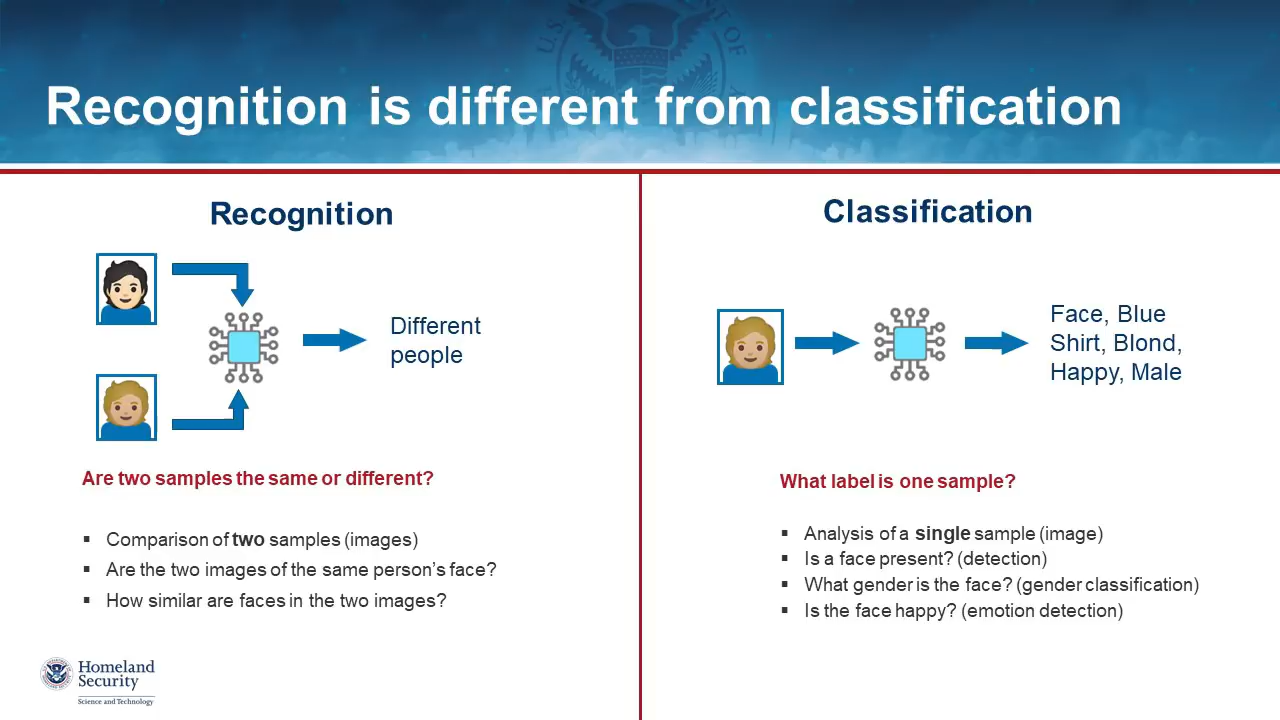 Recognition is different from classification
Recognition
Different
people
Are two samples the same or different?
▪ Comparison of two samples (images)
▪ Are the two images of the same person's face?
▪ How similar are faces in the two images?
Classification
Face, Blue
Shirt, Blond,
Happy, Male
What label is one sample?
▪ Analysis of a single sample (image)
▪ Is a face present? (detection)
▪ What gender is the face? (gender classification)
▪ Is the face happy? (emotion detection)
Homeland
Security
Science and Technology